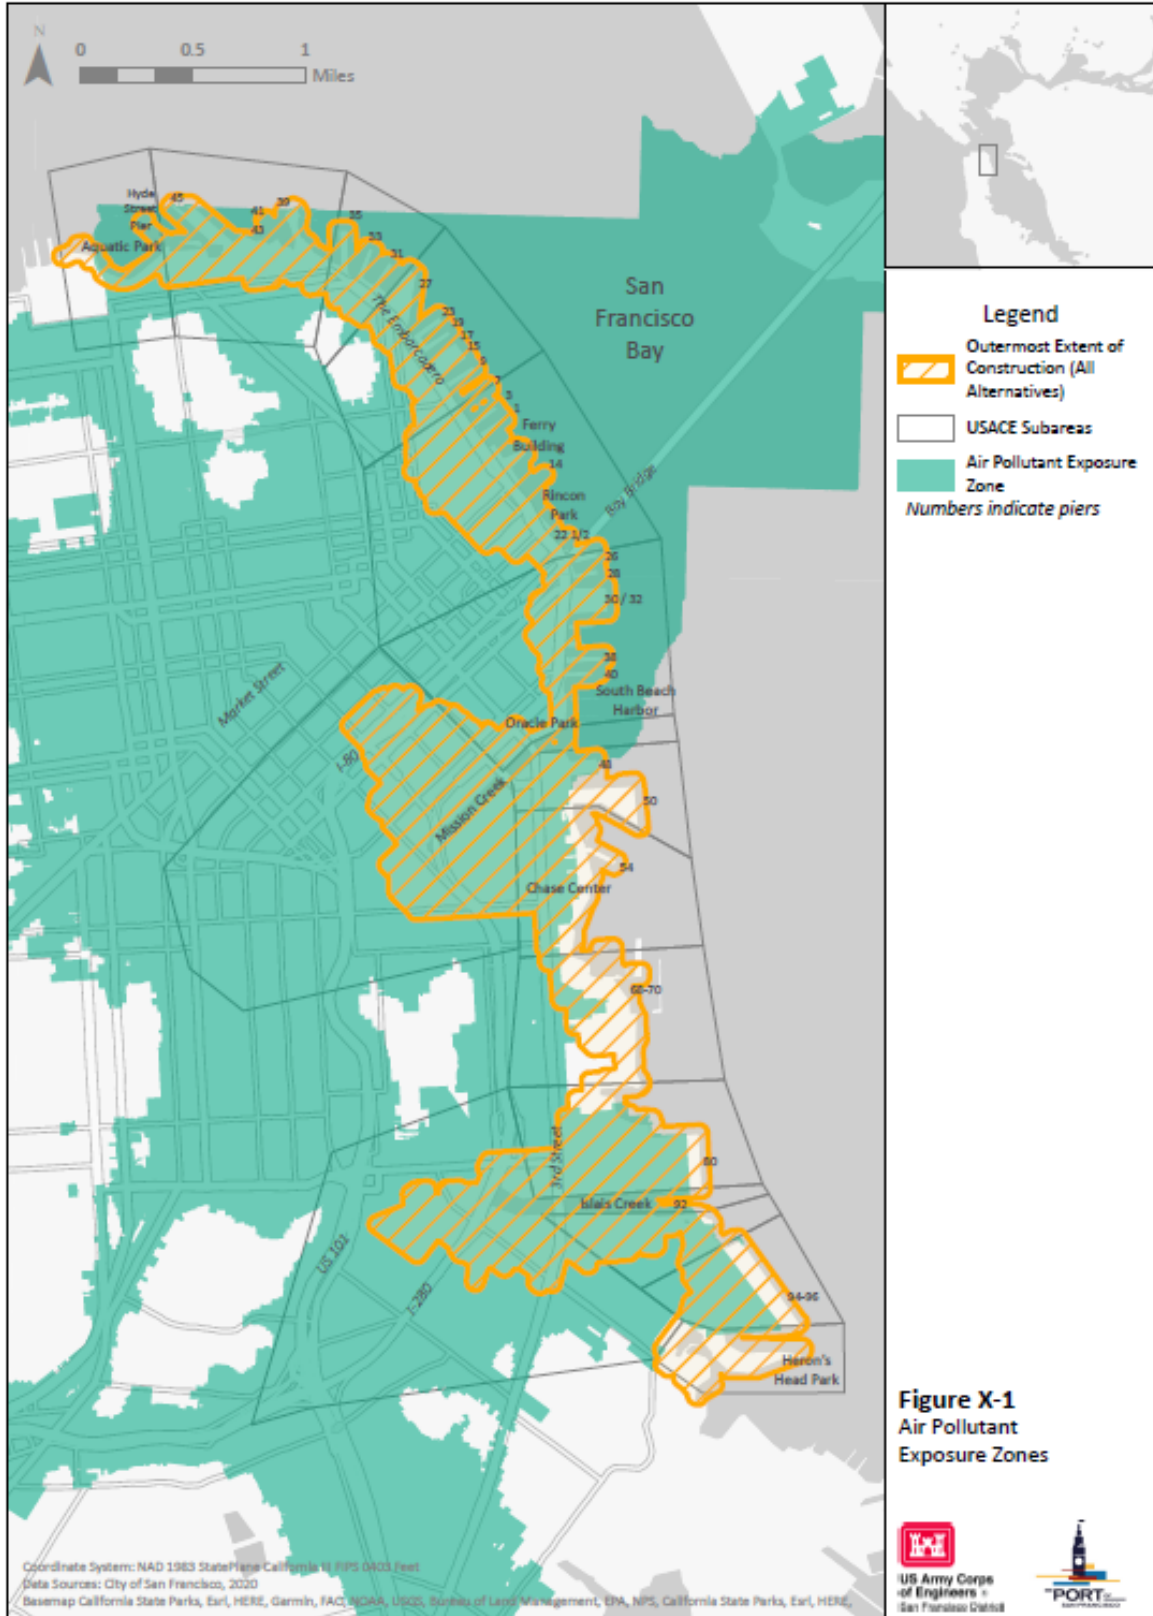 N
0 0.5 1
Miles
Hyde
Street
Pier
45
41
39
43
35
Aquatic Park
33
31
27
The Embarcadero
23
19
17
15
9
3
1
San
Francisco
Bay
Ferry
Building
14
Rincon
Park
Bay Bridge
22 1/2
26
28
30 / 32
38
40
South Beach
Harbor
Market Street
Oracle Park
I-80
48
Mission Creek
50
54
Chase Center
68-70
3rd Street
80
Islais Creek
92
US 101
I-280
94-96
Heron's
Head Park
Coordinate System: NAD 1983 StatePlane California III FIPS 0403 Feet
Data Sources: City of San Francisco, 2020
Basemap California State Parks, Esri, HERE, Garmin, FAO, NOAA, USGS, Bureau of Land Management, EPA, NPS, California State Parks, Esri, HERE,
Legend
Outermost Extent of
Construction (All
Alternatives)
USACE Subareas
Air Pollutant Exposure
Zone
Numbers indicate piers
Figure X-1
Air Pollutant
Exposure Zones
US Army Corps
of Engineers
San Francisco District
PORT
SAN FRANCISCO